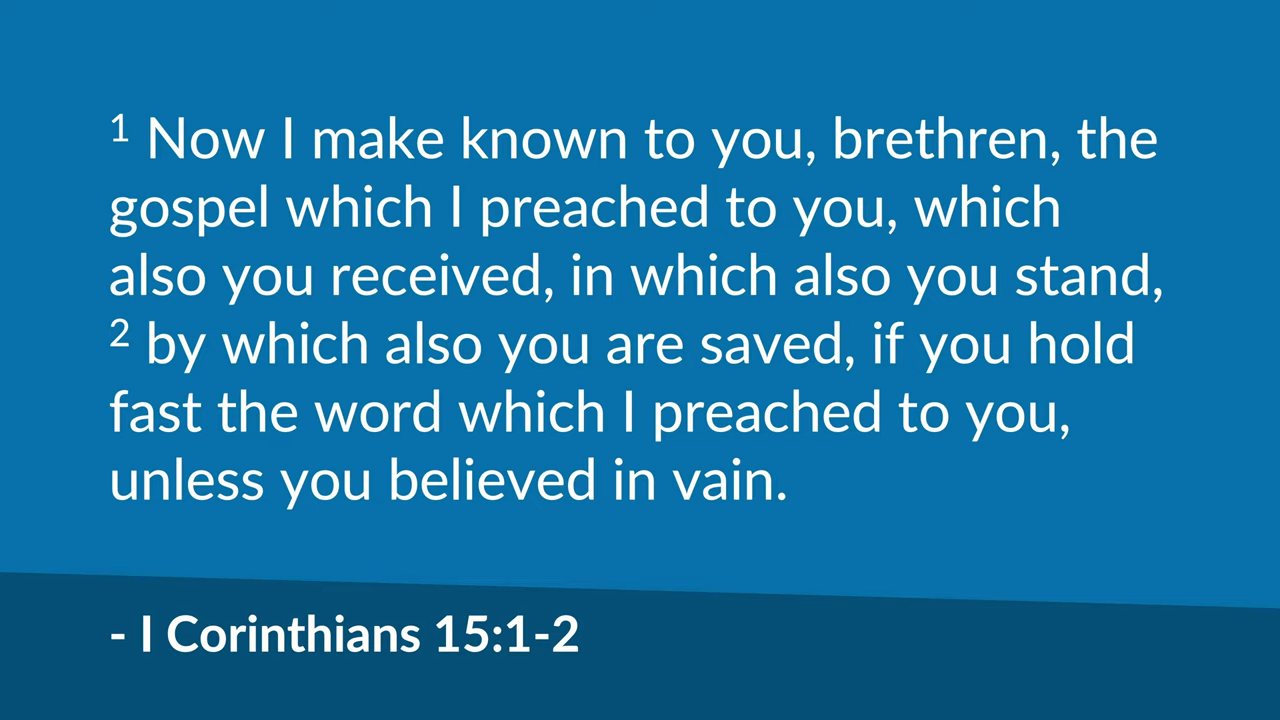 ¹ Now I make known to you, brethren, the
gospel which I preached to you, which
also you received, in which also you stand,
² by which also you are saved, if you hold
fast the word which I preached to you,
unless you believed in vain.
- I Corinthians 15:1-2